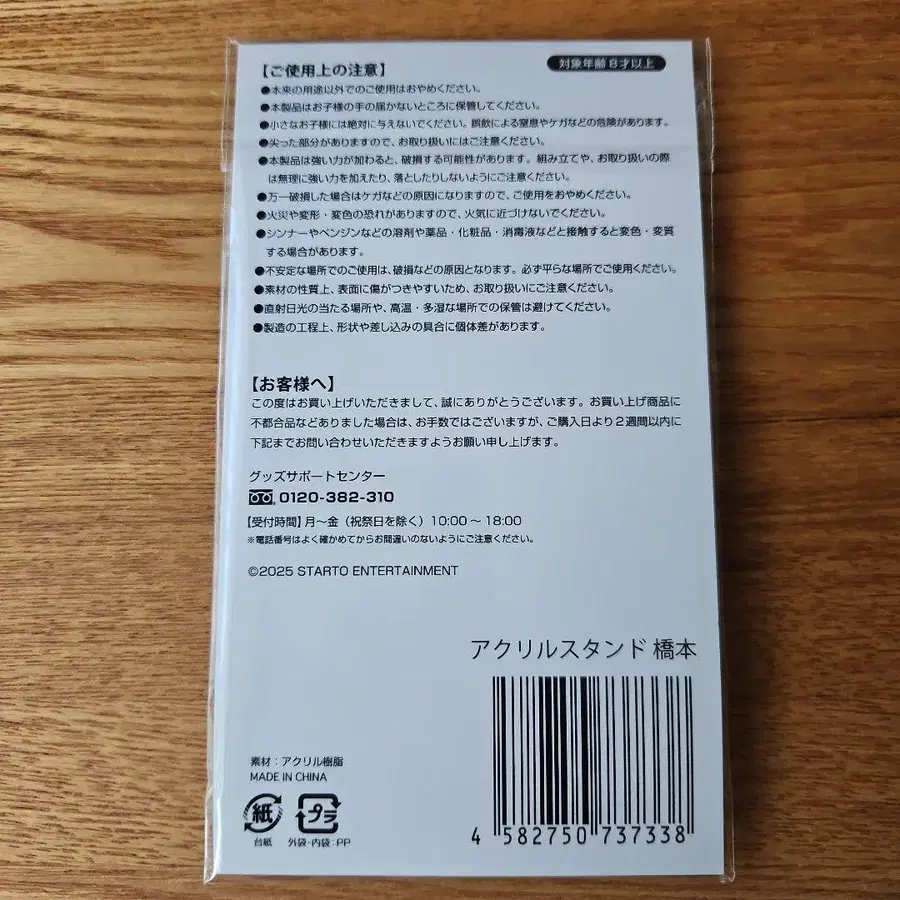 【ご使用上の注意】
対象年齢8才以上
●本来の用途以外でのご使用はおやめください。
●本製品はお子様の手の届かないところに保管してください。
●小さなお子様には絶対に与えないでください。誤飲による窒息やケガなどの危険があります。
●尖った部分がありますので、お取り扱いにはご注意ください。
●本製品は強い力が加わると、破損する可能性があります。組み立てや、お取り扱いの際
は無理に強い力を加えたり、落としたりしないようにご注意ください。
●万一破損した場合はケガなどの原因になりますので、ご使用をおやめください。
●火災や変形・変色の恐れがありますので、火気に近づけないでください。
●シンナーやベンジンなどの溶剤や薬品・化粧品・消毒液などと接触すると変色・変質
する場合があります。
●不安定な場所でのご使用は、破損などの原因となります。必ず平らな場所でご使用ください。
●素材の性質上、表面に傷がつきやすいため、お取り扱いにご注意ください。
●直射日光の当たる場所や、高温・多湿な場所での保管は避けてください。
●製造の工程上、形状や差し込みの具合に個体差があります。
【お客様へ】
この度はお買い上げいただきまして、誠にありがとうございます。お買い上げ商品に
不都合品などありました場合は、お手数ではございますが、ご購入日より2週間以内に
下記までお問い合わせいただきますようお願い申し上げます。
グッズサポートセンター
0120-382-310
【受付時間】月～金（祝祭日を除く）10:00～18:00
※電話番号はよく確かめてからお間違いのないようにご注意ください。
©2025 STARTO ENTERTAINMENT
アクリルスタンド 橋本
素材：アクリル樹脂
MADE IN CHINA
紙
プラ
台紙
外袋・内袋：PP
4 582750 737338